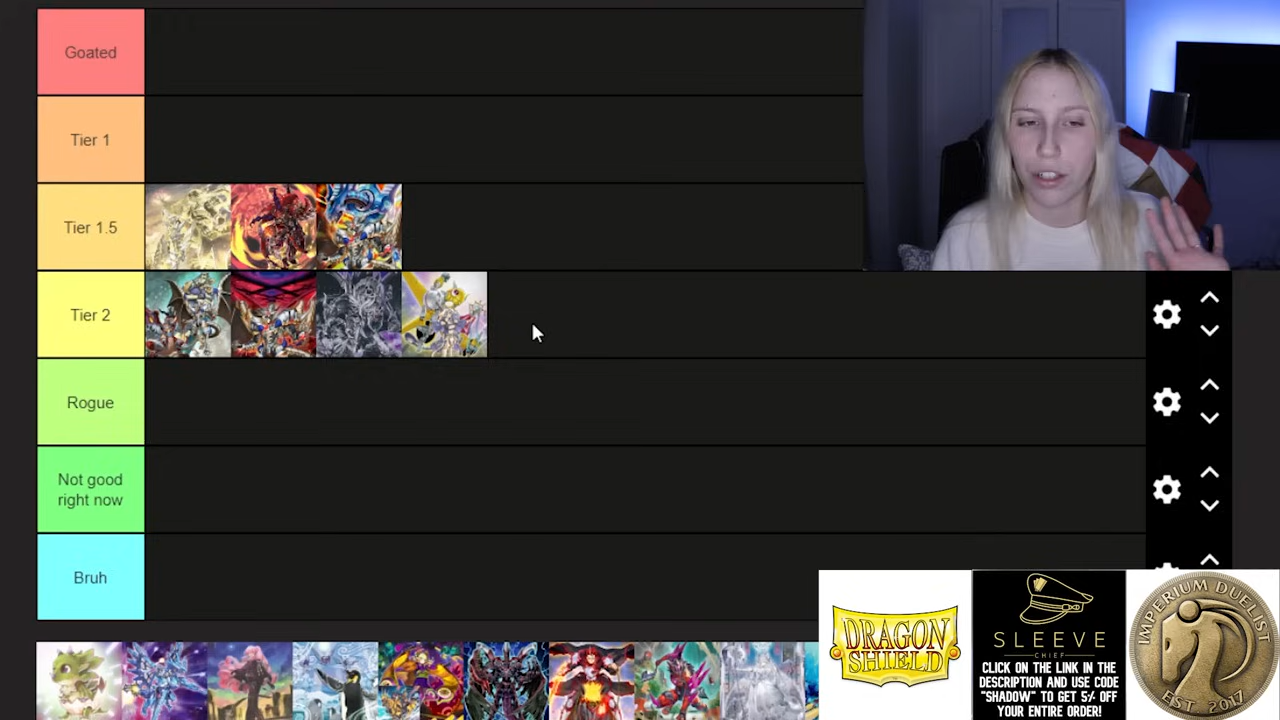 Goated
Tier 1
Tier 1.5
Tier 2
Rogue
Not good
right now
Bruh
DRAGON
SHIELD
SLEEVE
CHIEF
CLICK ON THE LINK IN THE
DESCRIPTION AND USE CODE
"SHADOW" TO GET 5% OFF
YOUR ENTIRE ORDER!
IMPERIUM DUELIST
EST 2017